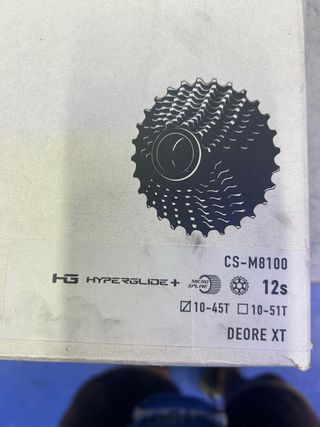 CS-M8100
HG HYPERGLIDE+ MICRO SPLINE 12s
☑10-45T ☐10-51T
DEORE XT